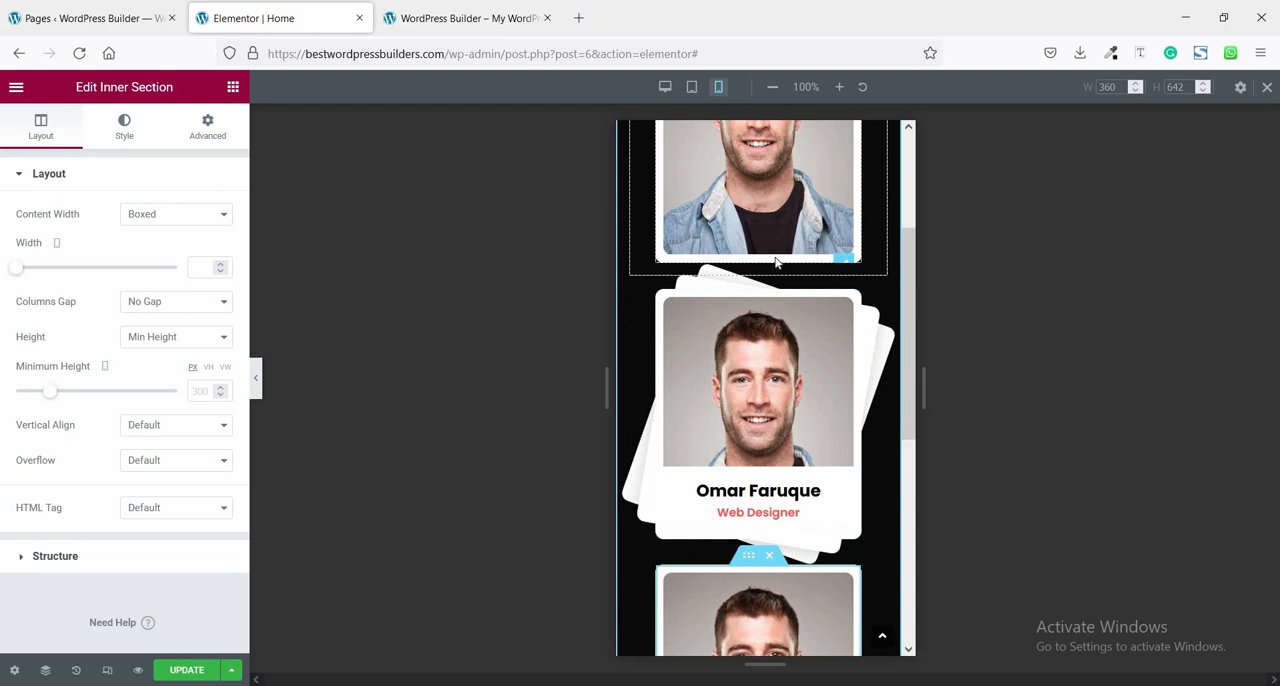 Pages ‹ WordPress Builder — W
Elementor | Home
WordPress Builder – My WordPr
https://bestwordpressbuilders.com/wp-admin/post.php?post=6&action=elementor#
Edit Inner Section
100%
W 360
H 642
Layout
Style
Advanced
Layout
Content Width
Boxed
Width
Columns Gap
No Gap
Height
Min Height
Minimum Height
PX VH VW
300
Vertical Align
Default
Overflow
Default
HTML Tag
Default
Structure
Need Help
UPDATE
Omar Faruque
Web Designer
Activate Windows
Go to Settings to activate Windows.